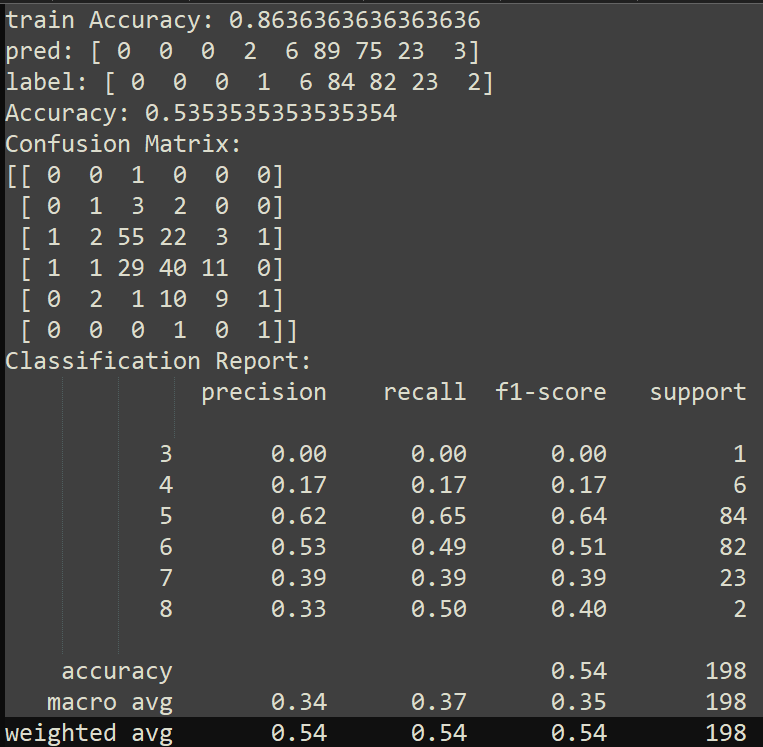 train Accuracy: 0.8636363636363636
pred: [ 0  0  0  2  6 89 75 23  3]
label: [ 0  0  0  1  6 84 82 23  2]
Accuracy: 0.5353535353535354
Confusion Matrix:
[[ 0  0  1  0  0  0]
 [ 0  1  3  2  0  0]
 [ 1  2 55 22  3  1]
 [ 1  1 29 40 11  0]
 [ 0  2  1 10  9  1]
 [ 0  0  0  1  0  1]]
Classification Report:
              precision    recall  f1-score   support
           3       0.00      0.00      0.00         1
           4       0.17      0.17      0.17         6
           5       0.62      0.65      0.64        84
           6       0.53      0.49      0.51        82
           7       0.39      0.39      0.39        23
           8       0.33      0.50      0.40         2
    accuracy                           0.54       198
   macro avg       0.34      0.37      0.35       198
weighted avg       0.54      0.54      0.54       198